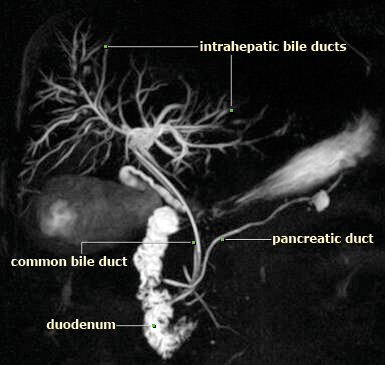 intrahepatic bile ducts
pancreatic duct
common bile duct
duodenum